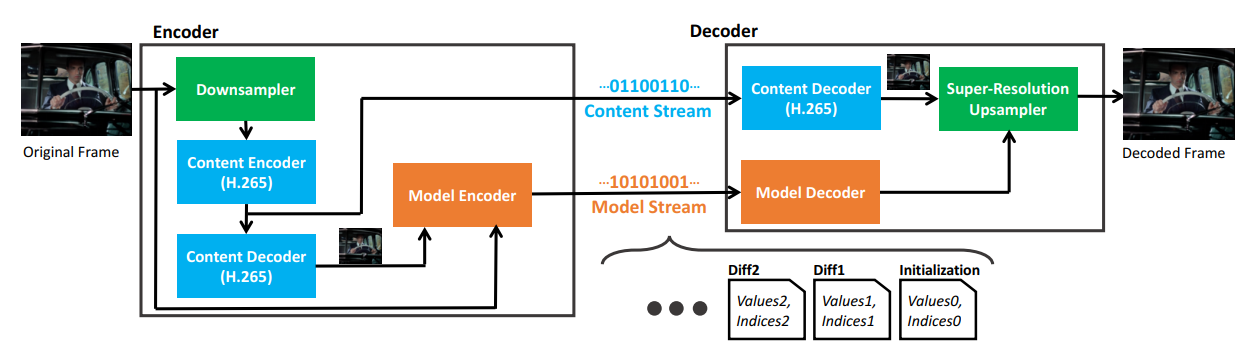 Encoder
Decoder
Original Frame
Downsampler
Content Encoder
(H.265)
Content Decoder
(H.265)
Model Encoder
···01100110···
Content Stream
···10101001···
Model Stream
Content Decoder
(H.265)
Super-Resolution
Upsampler
Model Decoder
Decoded Frame
Diff2
Values2,
Indices2
Diff1
Values1,
Indices1
Initialization
Values0,
Indices0